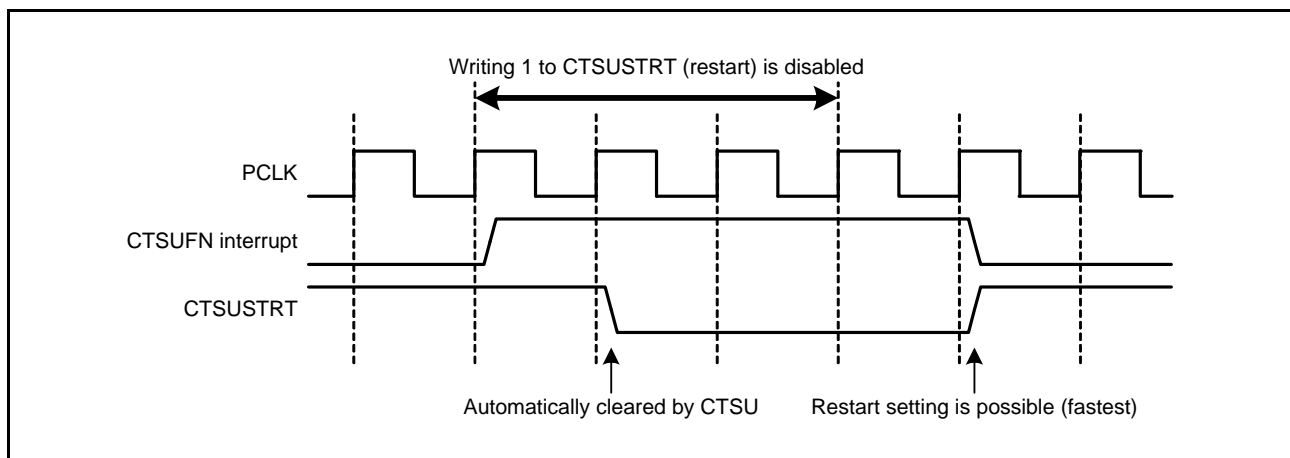 Writing 1 to CTSUSTRT (restart) is disabled
PCLK
CTSUFN interrupt
CTSUSTRT
Automatically cleared by CTSU
Restart setting is possible (fastest)